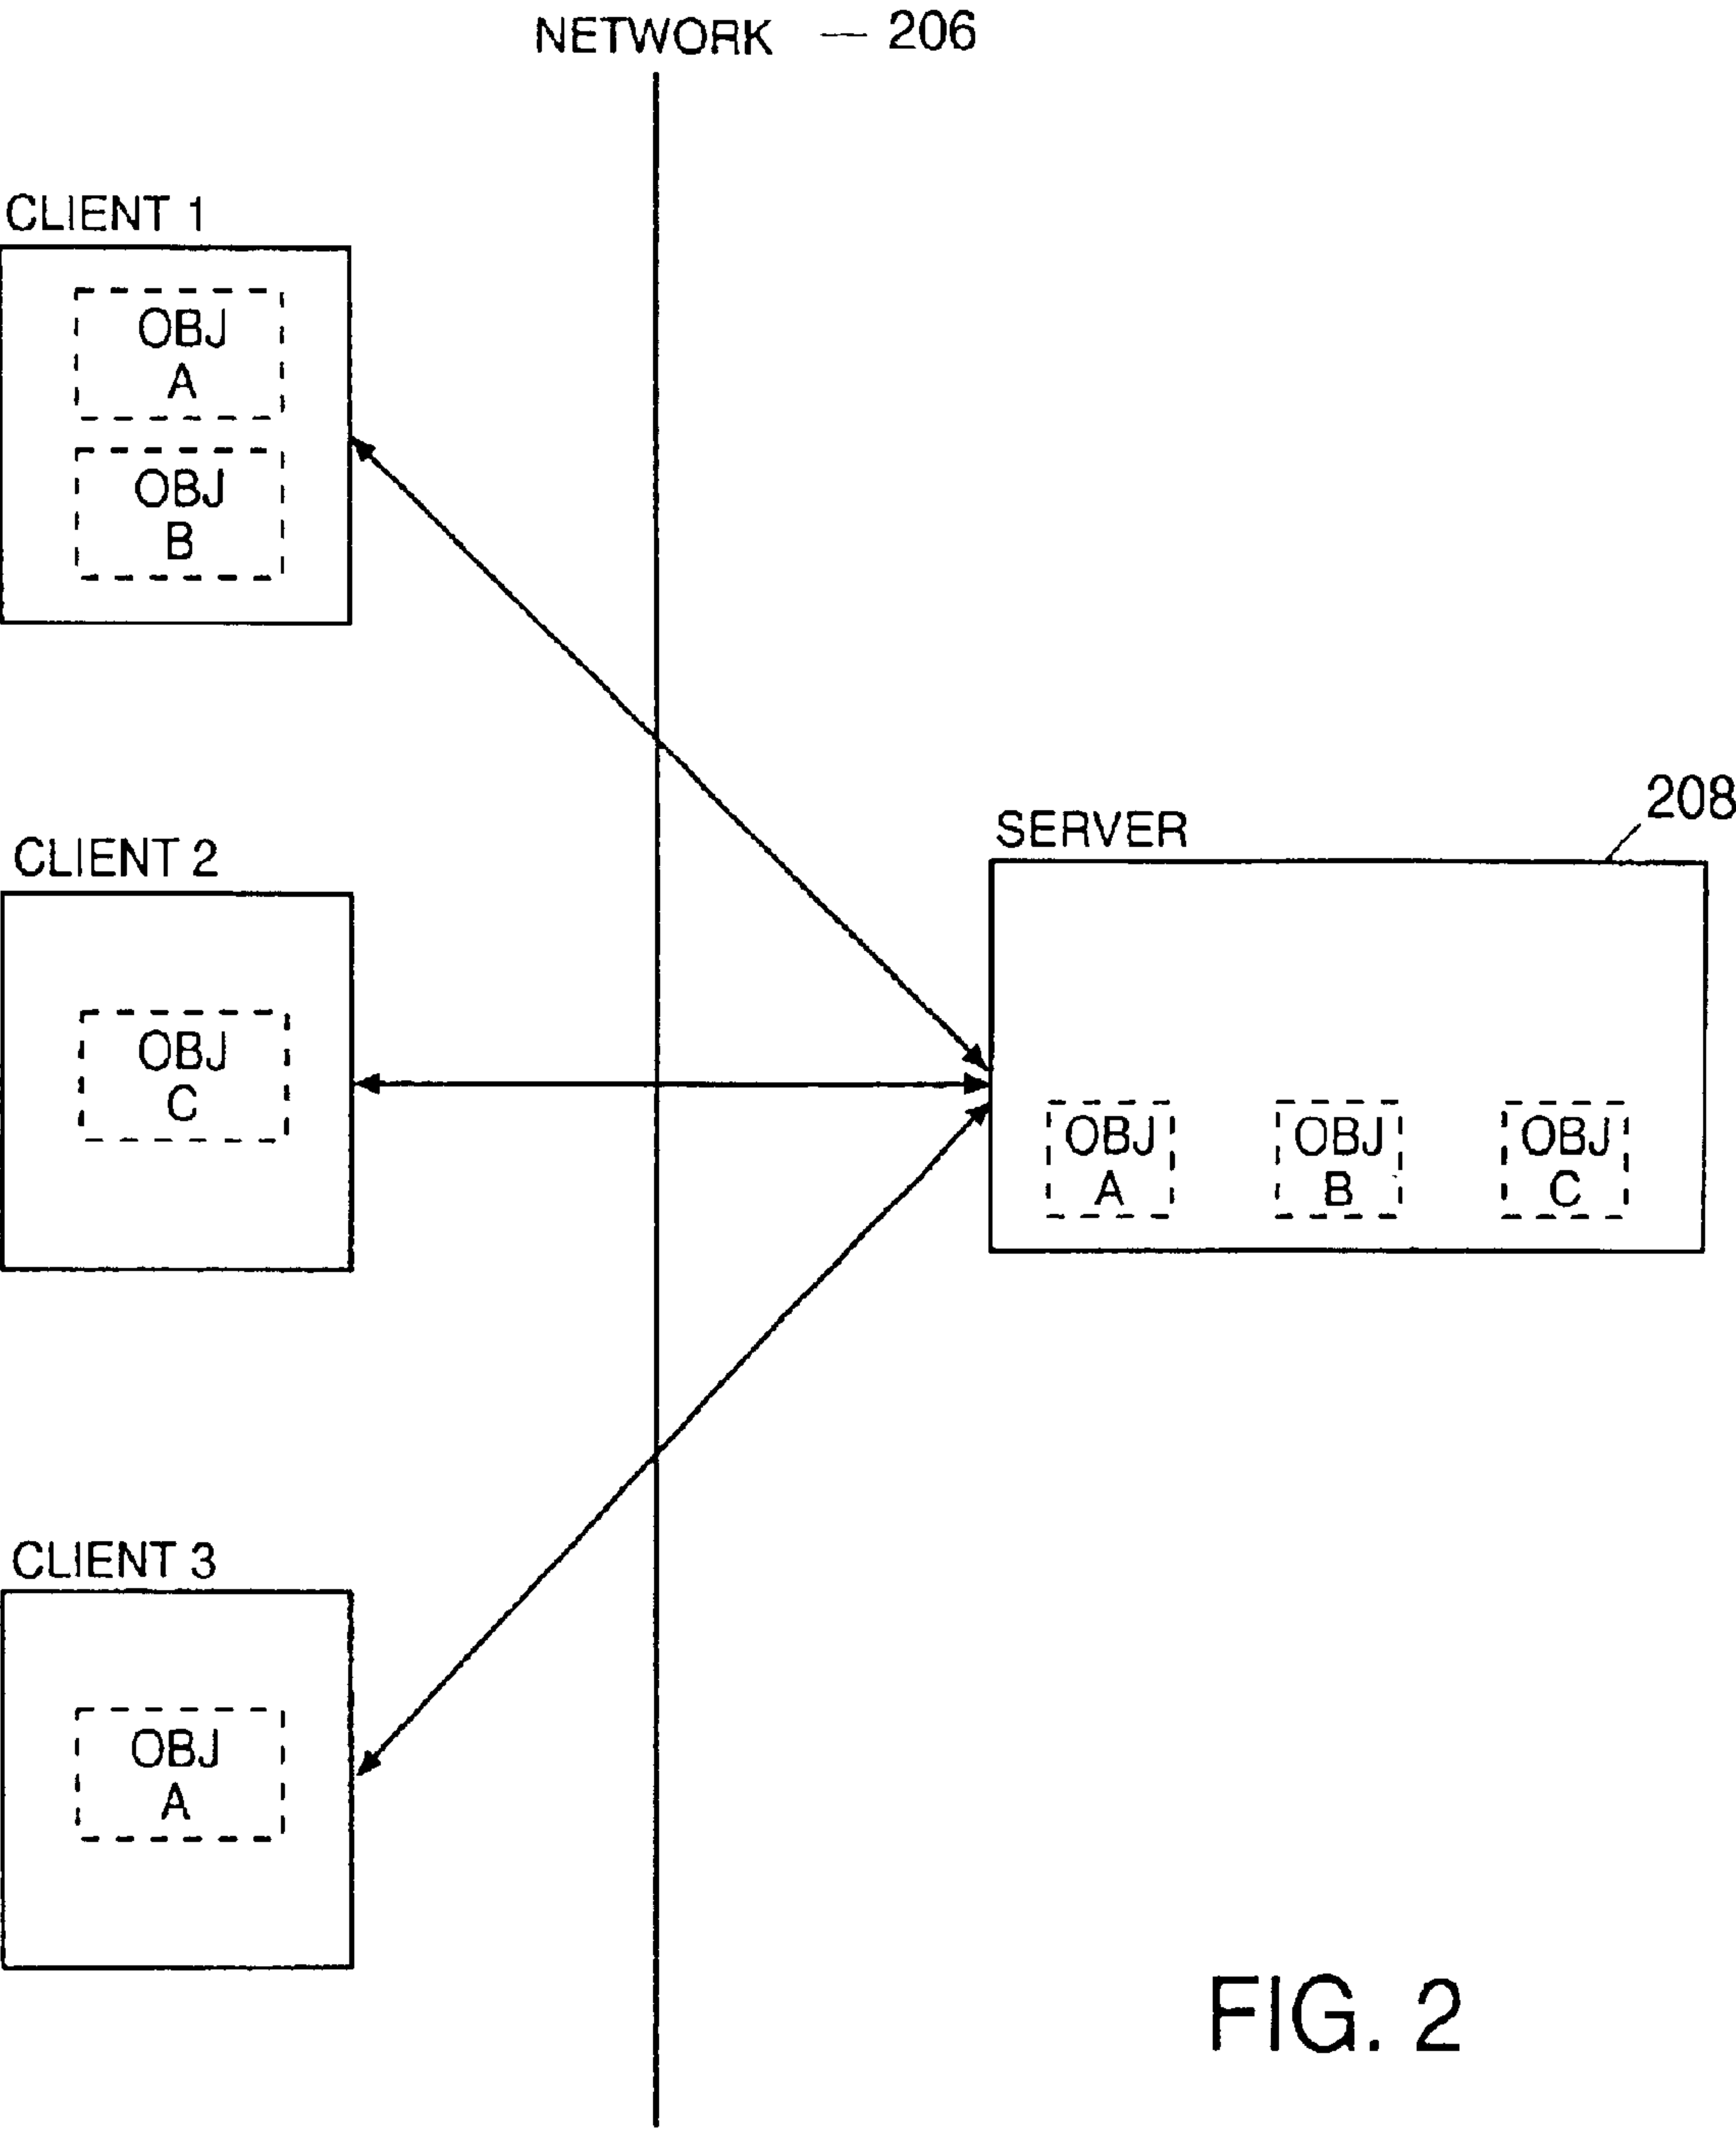 NETWORK — 206
CLIENT 1
OBJ
A
OBJ
B
208
SERVER
CLIENT 2
OBJ
C
OBJ
A
OBJ
B
OBJ
C
CLIENT 3
OBJ
A
FIG. 2